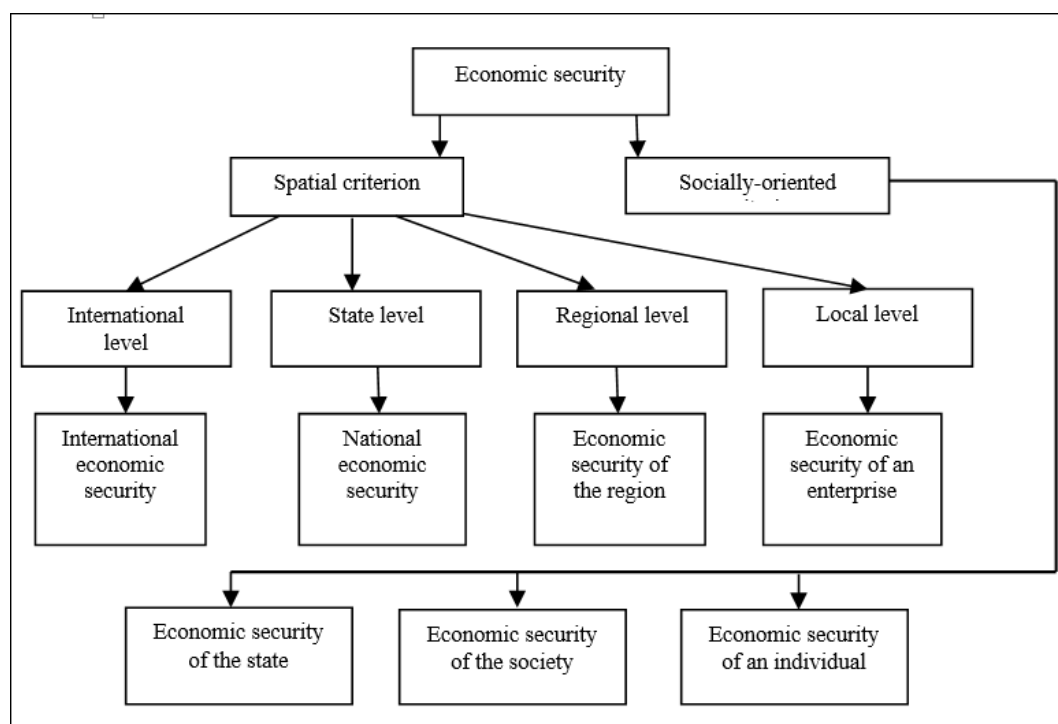 Economic security
Spatial criterion
Socially-oriented
International
level
State level
Regional level
Local level
International
economic
security
National
economic
security
Economic
security of
the region
Economic
security of an
enterprise
Economic security
of the state
Economic security
of the society
Economic security
of an individual